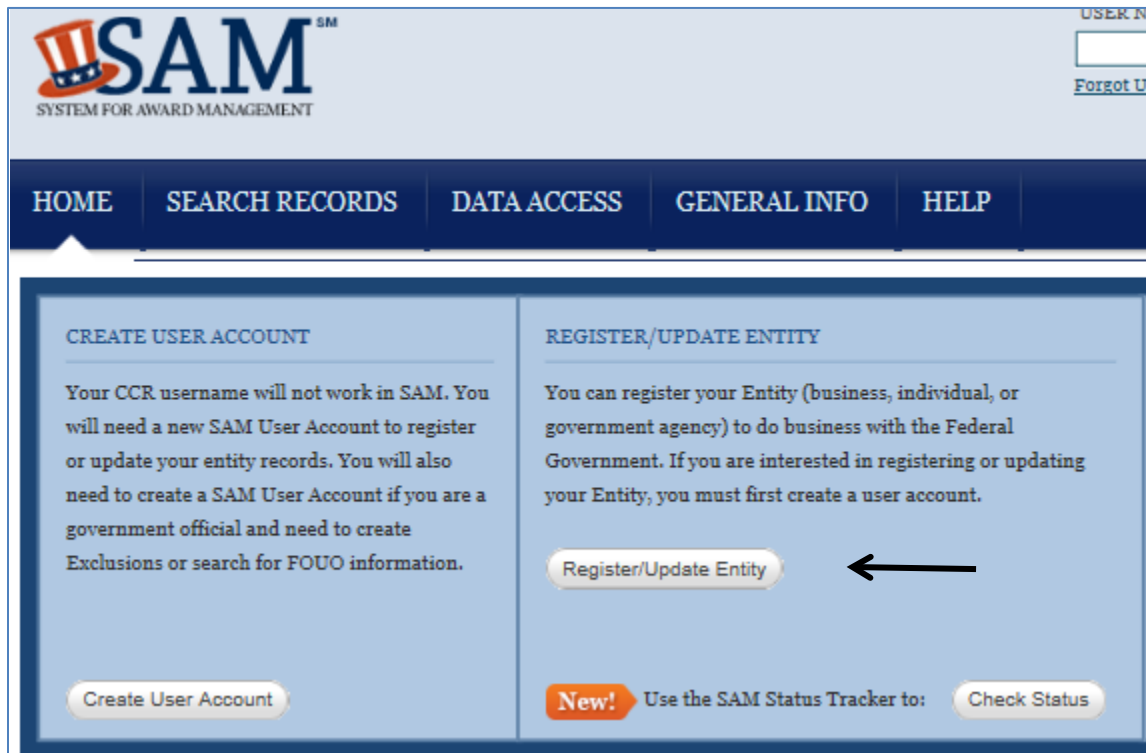 SAM SM
SYSTEM FOR AWARD MANAGEMENT
Forgot U
HOME SEARCH RECORDS DATA ACCESS GENERAL INFO HELP
CREATE USER ACCOUNT
Your CCR username will not work in SAM. You
will need a new SAM User Account to register
or update your entity records. You will also
need to create a SAM User Account if you are a
government official and need to create
Exclusions or search for FOUO information.
Create User Account
REGISTER/UPDATE ENTITY
You can register your Entity (business, individual, or
government agency) to do business with the Federal
Government. If you are interested in registering or updating
your Entity, you must first create a user account.
Register/Update Entity
New! Use the SAM Status Tracker to: Check Status